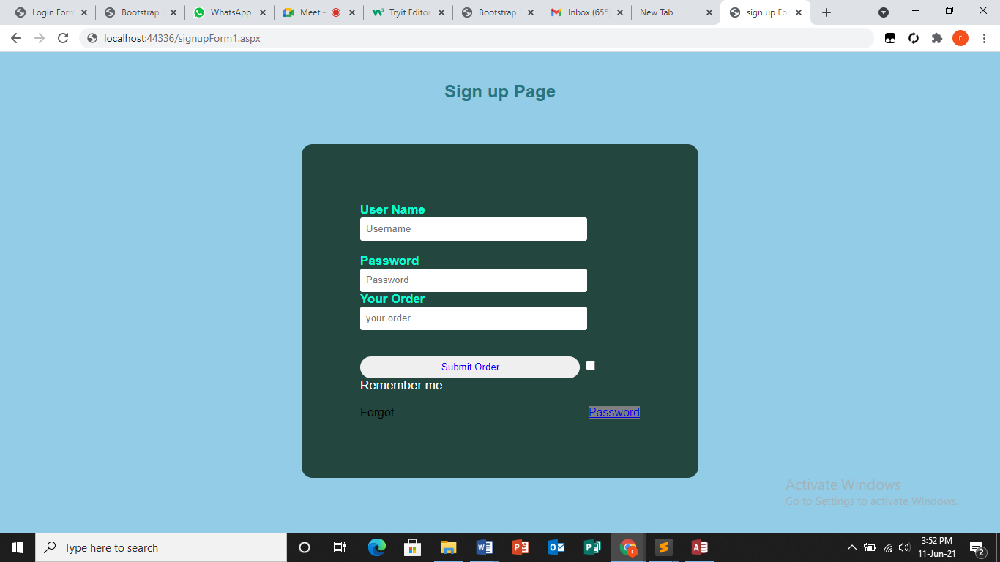 Login Form
Bootstrap
WhatsApp
Meet –
Tryit Editor
Bootstrap
Inbox (655
New Tab
sign up Fo
localhost:44336/signupForm1.aspx
r
Sign up Page
User Name
Username
Password
Password
Your Order
your order
Submit Order
Remember me
Forgot Password
Activate Windows
Go to Settings to activate Windows.
Type here to search
3:52 PM
11-Jun-21
2